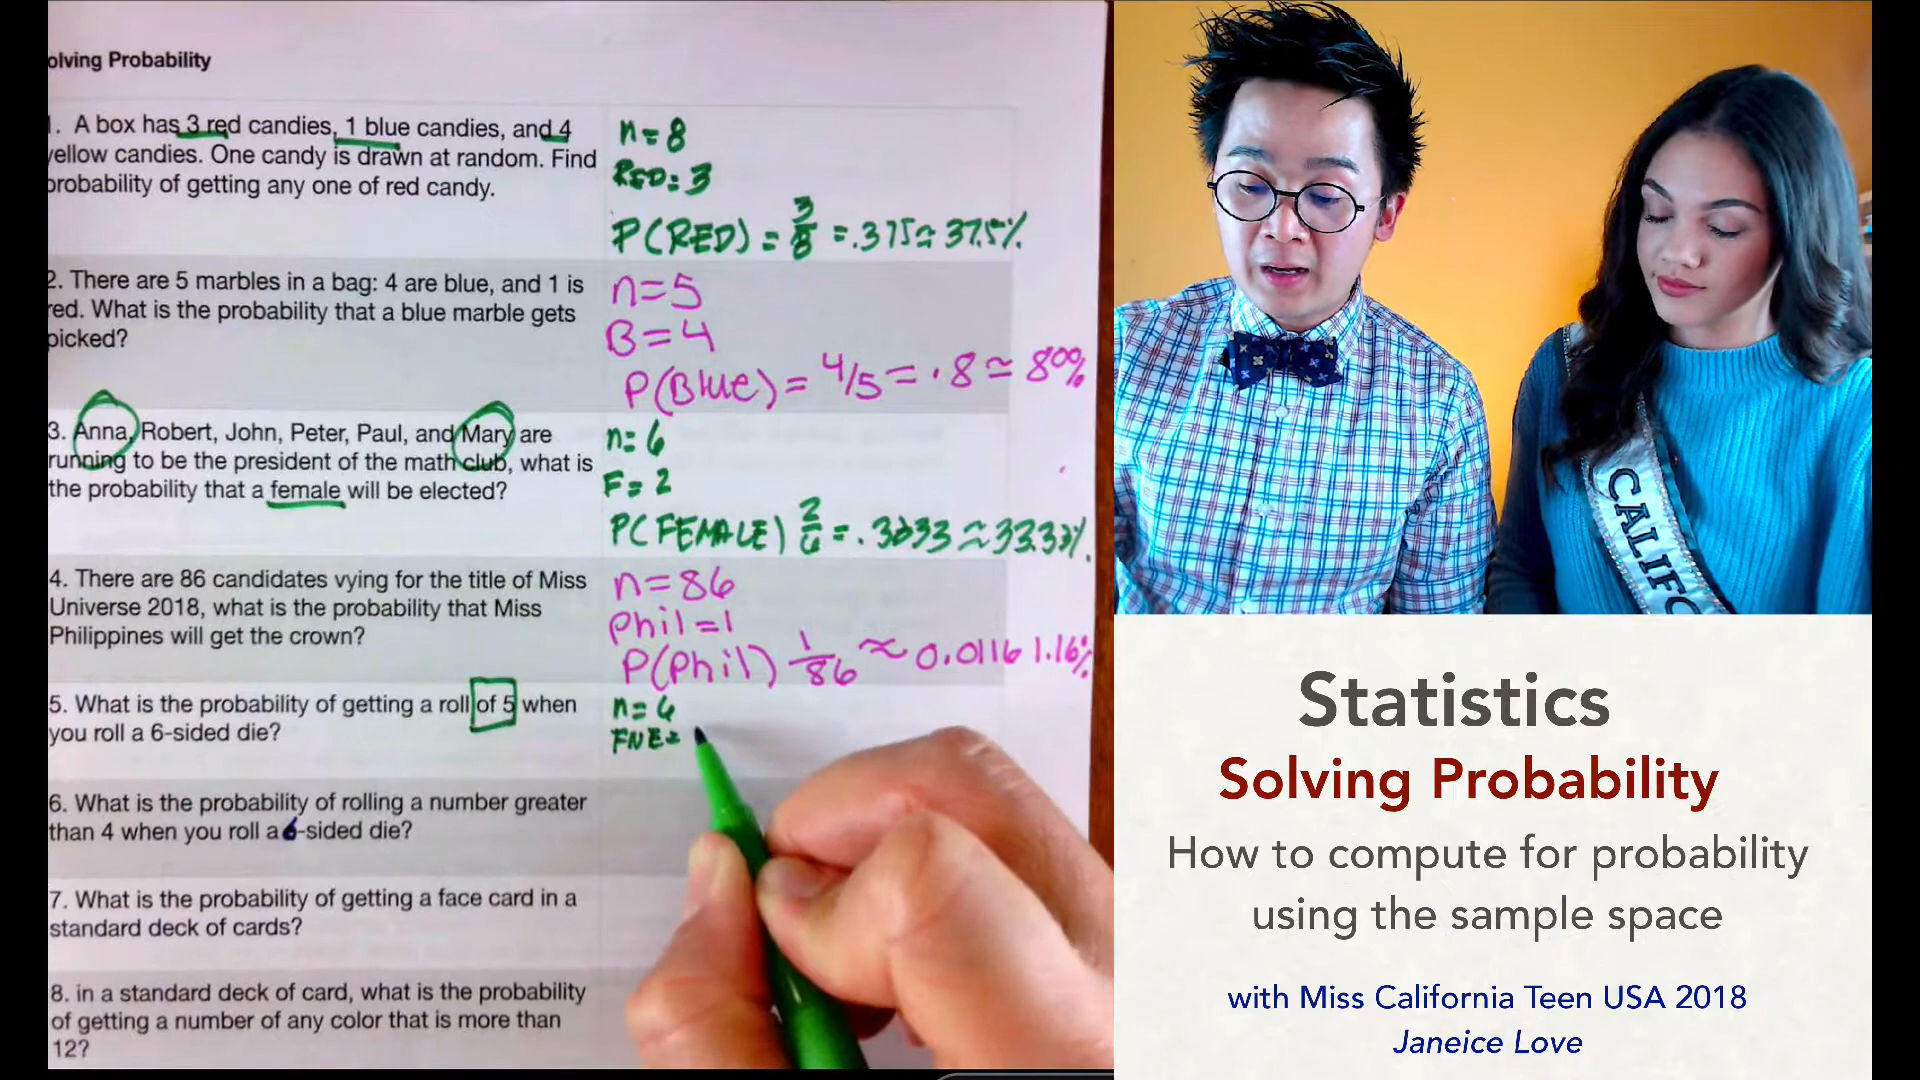 olving Probability
1. A box has 3 red candies, 1 blue candies, and 4
yellow candies. One candy is drawn at random. Find
probability of getting any one of red candy.
n=8
RED: 3
P(RED) = 3/8 = .375 ≈ 37.5%
2. There are 5 marbles in a bag: 4 are blue, and 1 is
red. What is the probability that a blue marble gets
picked?
n=5
B=4
P(Blue) = 4/5 = .8 ≃ 80%
3. Anna, Robert, John, Peter, Paul, and Mary are
running to be the president of the math club, what is
the probability that a female will be elected?
n=6
F=2
P(FEMALE) 2/6 = .3333 ≈ 33.33%
4. There are 86 candidates vying for the title of Miss
Universe 2018, what is the probability that Miss
Philippines will get the crown?
n=86
Phil=1
P(Phil) 1/86 ≈ 0.0116 1.16%
5. What is the probability of getting a roll of 5 when
you roll a 6-sided die?
n=6
FNE=
6. What is the probability of rolling a number greater
than 4 when you roll a 6-sided die?
7. What is the probability of getting a face card in a
standard deck of cards?
8. in a standard deck of card, what is the probability
of getting a number of any color that is more than
12?
CALIFO
Statistics
Solving Probability
How to compute for probability
using the sample space
with Miss California Teen USA 2018
Janeice Love